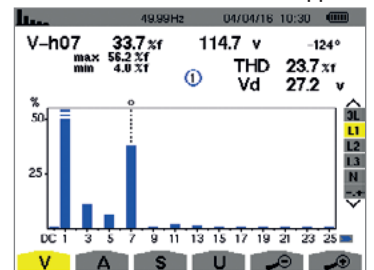 49.99Hz 04/04/16 10:30
V-h07 33.7 %f 114.7 v -124°
max 56.2 %f
min 4.0 %f
① THD 23.7 %f
Vd 27.2 v
%
50
25
DC 1 3 5 7 9 11 13 15 17 19 21 23 25
3L
L1
L2
L3
N
-.+
V A S U